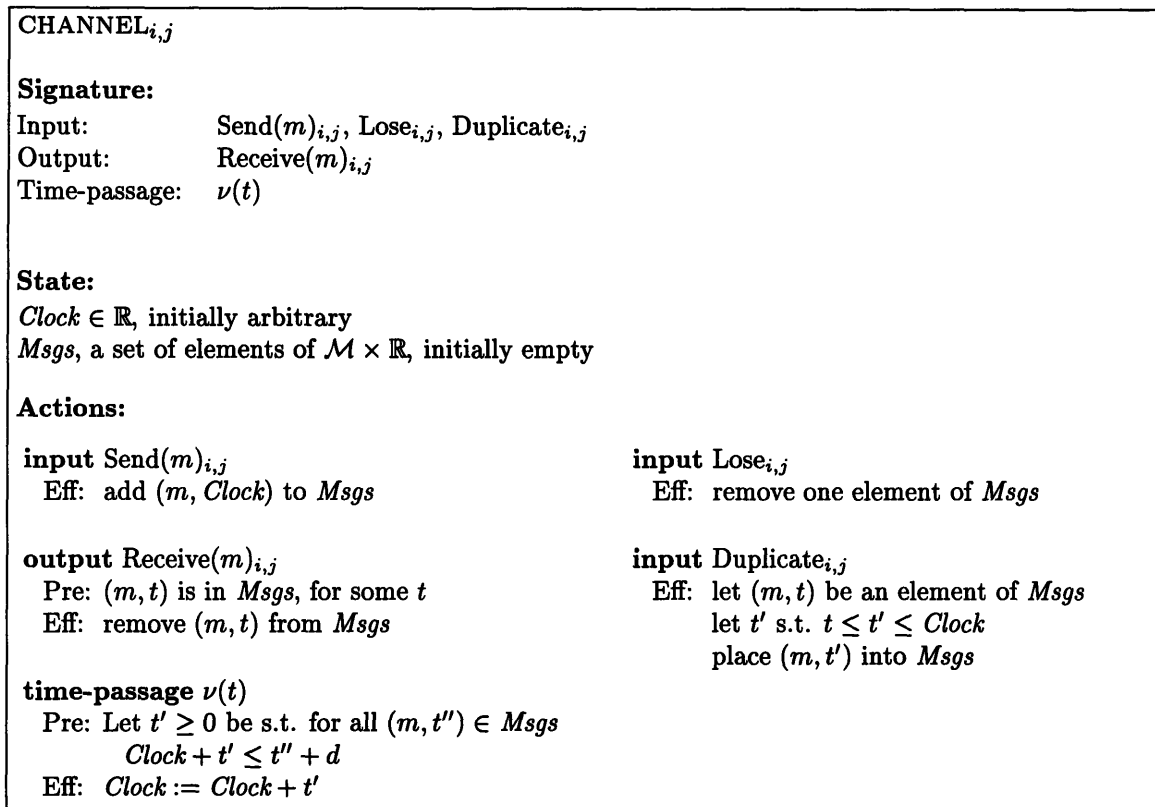 CHANNEL_{i,j}
Signature:
Input: Send(m)_{i,j}, Lose_{i,j}, Duplicate_{i,j}
Output: Receive(m)_{i,j}
Time-passage: ν(t)
State:
Clock ∈ ℝ, initially arbitrary
Msgs, a set of elements of ℳ × ℝ, initially empty
Actions:
input Send(m)_{i,j}
Eff: add (m, Clock) to Msgs
output Receive(m)_{i,j}
Pre: (m, t) is in Msgs, for some t
Eff: remove (m, t) from Msgs
time-passage ν(t)
Pre: Let t′ ≥ 0 be s.t. for all (m, t″) ∈ Msgs
Clock + t′ ≤ t″ + d
Eff: Clock := Clock + t′
input Lose_{i,j}
Eff: remove one element of Msgs
input Duplicate_{i,j}
Eff: let (m, t) be an element of Msgs
let t′ s.t. t ≤ t′ ≤ Clock
place (m, t′) into Msgs